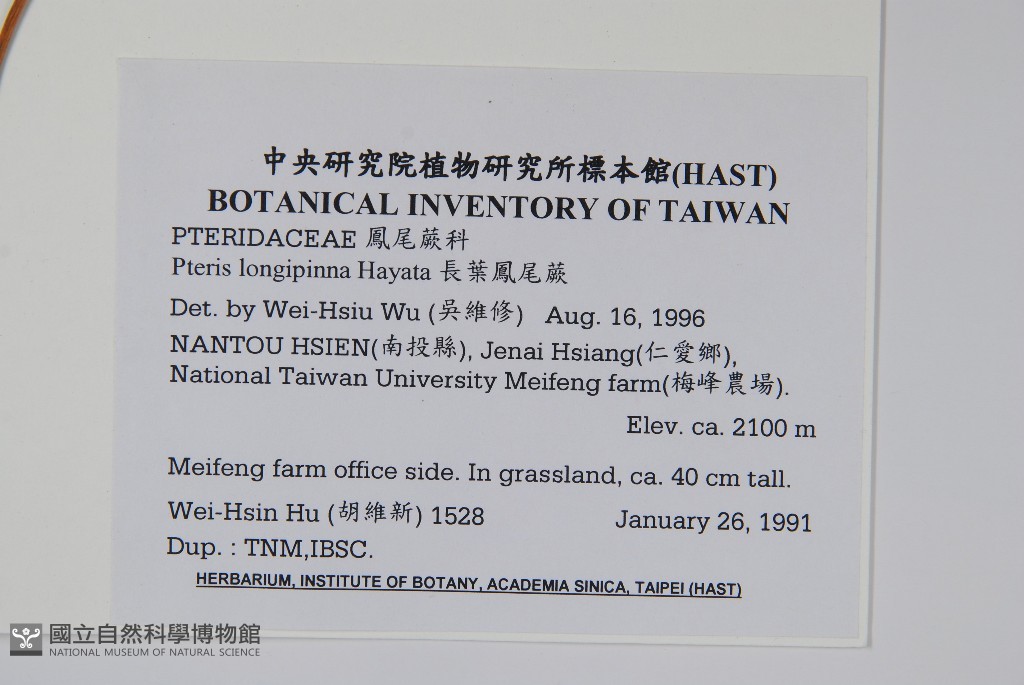 中央研究院植物研究所標本館(HAST)
BOTANICAL INVENTORY OF TAIWAN
PTERIDACEAE 鳳尾蕨科
Pteris longipinna Hayata 長葉鳳尾蕨
Det. by Wei-Hsiu Wu (吳維修) Aug. 16, 1996
NANTOU HSIEN(南投縣), Jenai Hsiang(仁愛鄉),
National Taiwan University Meifeng farm(梅峰農場).
Elev. ca. 2100 m
Meifeng farm office side. In grassland, ca. 40 cm tall.
Wei-Hsin Hu (胡維新) 1528 January 26, 1991
Dup. : TNM,IBSC.
HERBARIUM, INSTITUTE OF BOTANY, ACADEMIA SINICA, TAIPEI (HAST)
國立自然科學博物館
NATIONAL MUSEUM OF NATURAL SCIENCE